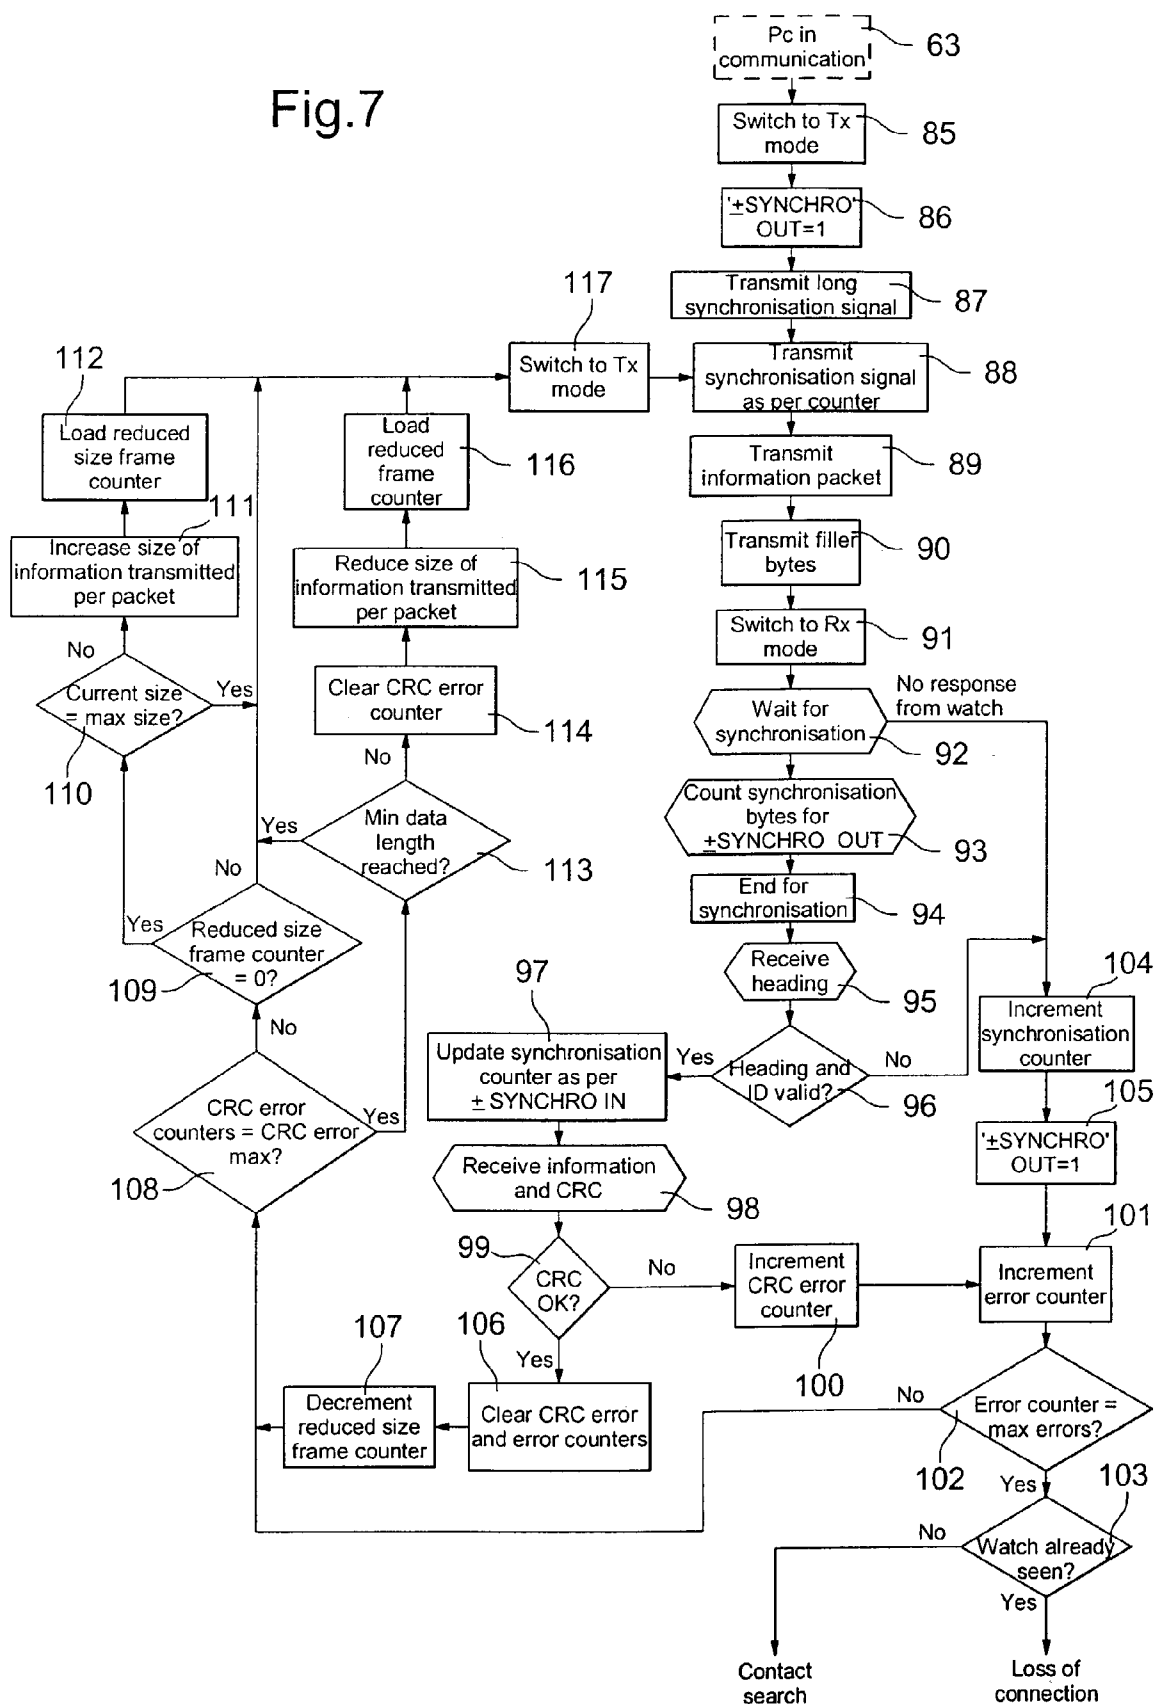 Fig.7
Pc in
communication
63
Switch to Tx
mode
85
'±SYNCHRO'
OUT=1
86
Transmit long
synchronisation signal
87
117
Switch to Tx
mode
Transmit
synchronisation signal
as per counter
88
112
Load reduced
size frame
counter
Load
reduced
frame
counter
116
Transmit
information packet
89
111
Increase size of
information transmitted
per packet
Reduce size of
information transmitted
per packet
115
Transmit filler
bytes
90
Switch to Rx
mode
91
No
Current size
= max size?
Yes
110
Clear CRC error
counter
114
No
Wait for
synchronisation
92
No response
from watch
Count synchronisation
bytes for
±SYNCHRO OUT
93
Yes
Min data
length
reached?
113
End for
synchronisation
94
No
Yes
Reduced size
frame counter
= 0?
109
Receive
heading
95
104
Increment
synchronisation
counter
97
Update synchronisation
counter as per
± SYNCHRO IN
Yes
Heading and
ID valid?
No
96
No
CRC error
counters = CRC error
max?
Yes
108
105
'±SYNCHRO'
OUT=1
Receive information
and CRC
98
99
CRC
OK?
No
Yes
Increment
CRC error
counter
100
101
Increment
error counter
107
Decrement
reduced size
frame counter
106
Clear CRC error
and error counters
No
Error counter =
max errors?
102
Yes
103
No
Watch already
seen?
Yes
Contact
search
Loss of
connection